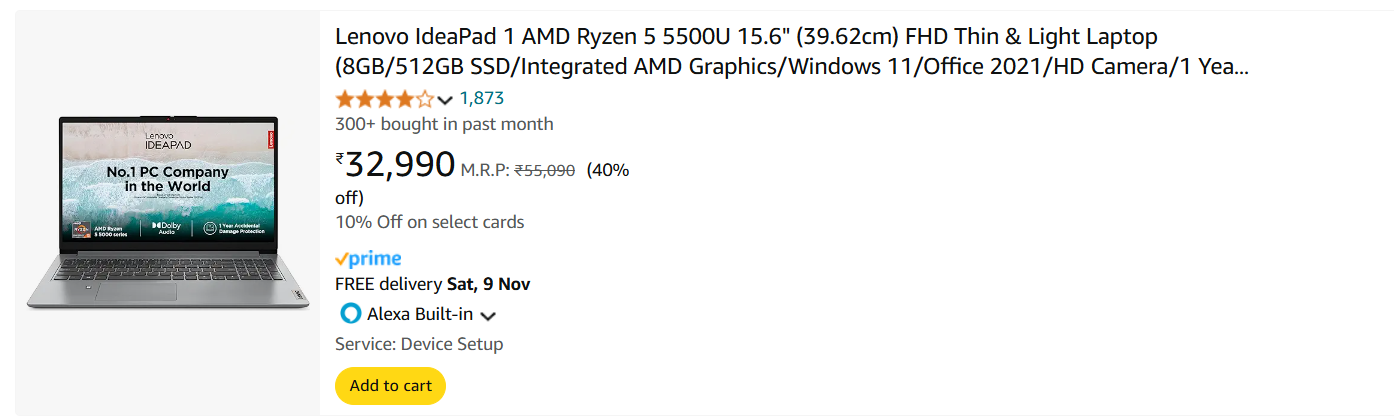 Lenovo IdeaPad 1 AMD Ryzen 5 5500U 15.6" (39.62cm) FHD Thin & Light Laptop
(8GB/512GB SSD/Integrated AMD Graphics/Windows 11/Office 2021/HD Camera/1 Yea...
1,873
300+ bought in past month
₹32,990 M.R.P: ₹55,090 (40%
off)
10% Off on select cards
prime
FREE delivery Sat, 9 Nov
Alexa Built-in
Service: Device Setup
Add to cart
Lenovo
IDEAPAD
Lenovo
No.1 PC Company
in the World
AMD
RYZEN
AMD Ryzen
5 5000 series
Dolby
Audio
1 Year Accidental
Damage Protection